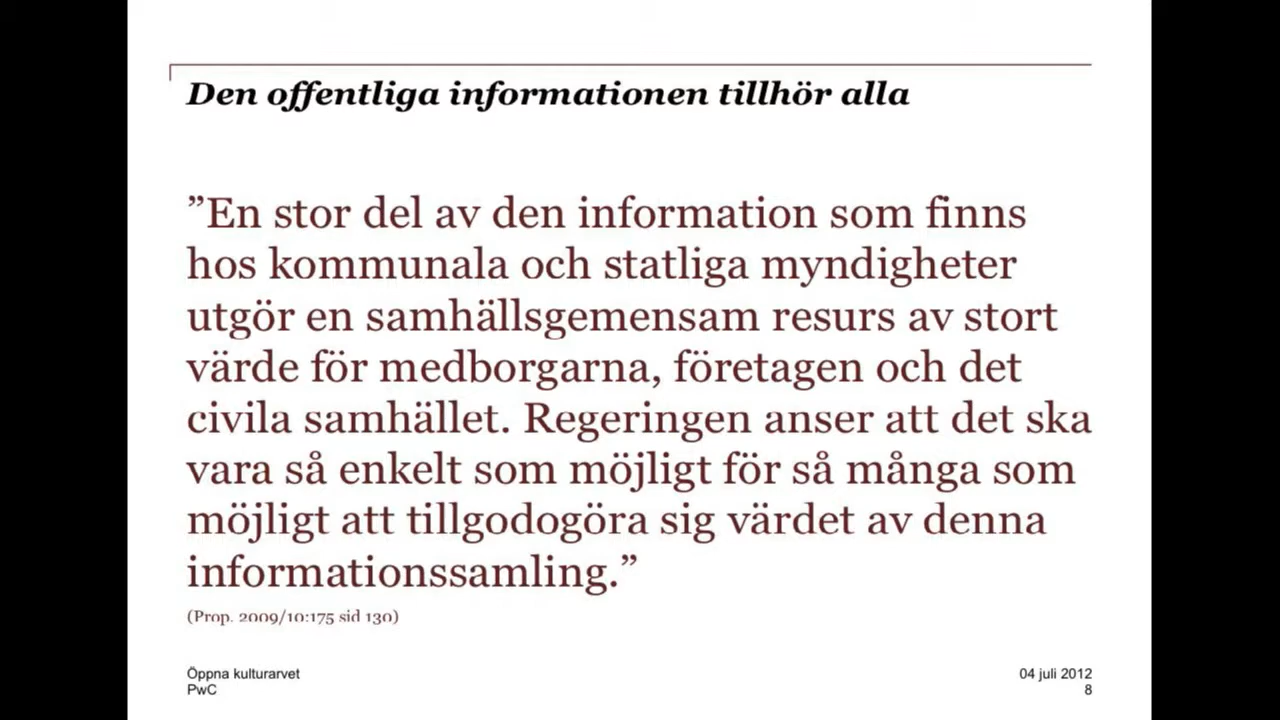 Den offentliga informationen tillhör alla
”En stor del av den information som finns
hos kommunala och statliga myndigheter
utgör en samhällsgemensam resurs av stort
värde för medborgarna, företagen och det
civila samhället. Regeringen anser att det ska
vara så enkelt som möjligt för så många som
möjligt att tillgodogöra sig värdet av denna
informationssamling.”
(Prop. 2009/10:175 sid 130)
Öppna kulturarvet
PwC
04 juli 2012
8